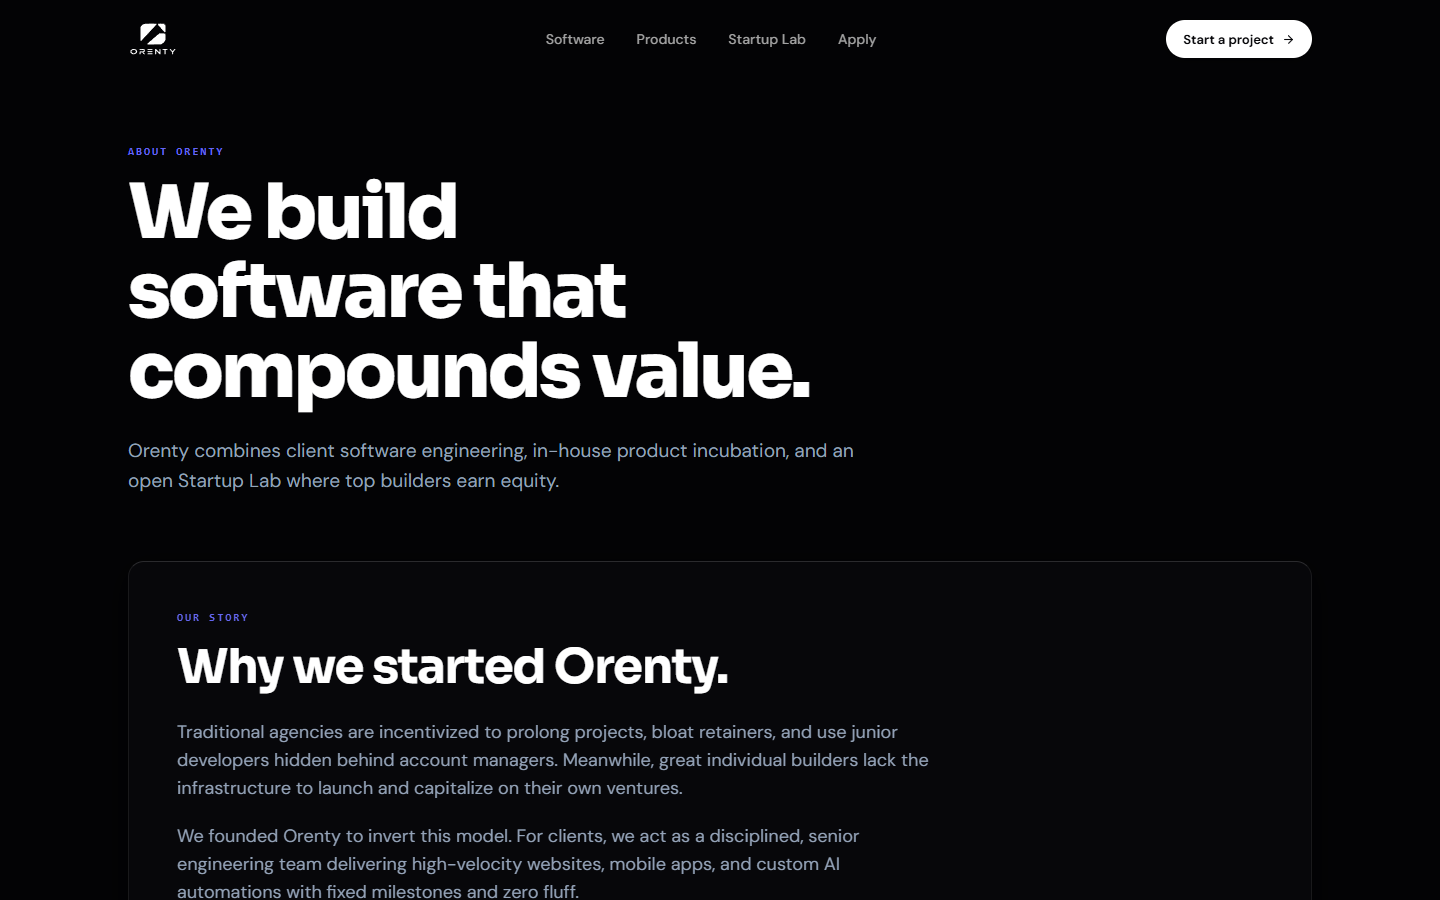 ORENTY
Software
Products
Startup Lab
Apply
Start a project →
ABOUT ORENTY
We build
software that
compounds value.
Orenty combines client software engineering, in-house product incubation, and an
open Startup Lab where top builders earn equity.
OUR STORY
Why we started Orenty.
Traditional agencies are incentivized to prolong projects, bloat retainers, and use junior
developers hidden behind account managers. Meanwhile, great individual builders lack the
infrastructure to launch and capitalize on their own ventures.
We founded Orenty to invert this model. For clients, we act as a disciplined, senior
engineering team delivering high-velocity websites, mobile apps, and custom AI
automations with fixed milestones and zero fluff.